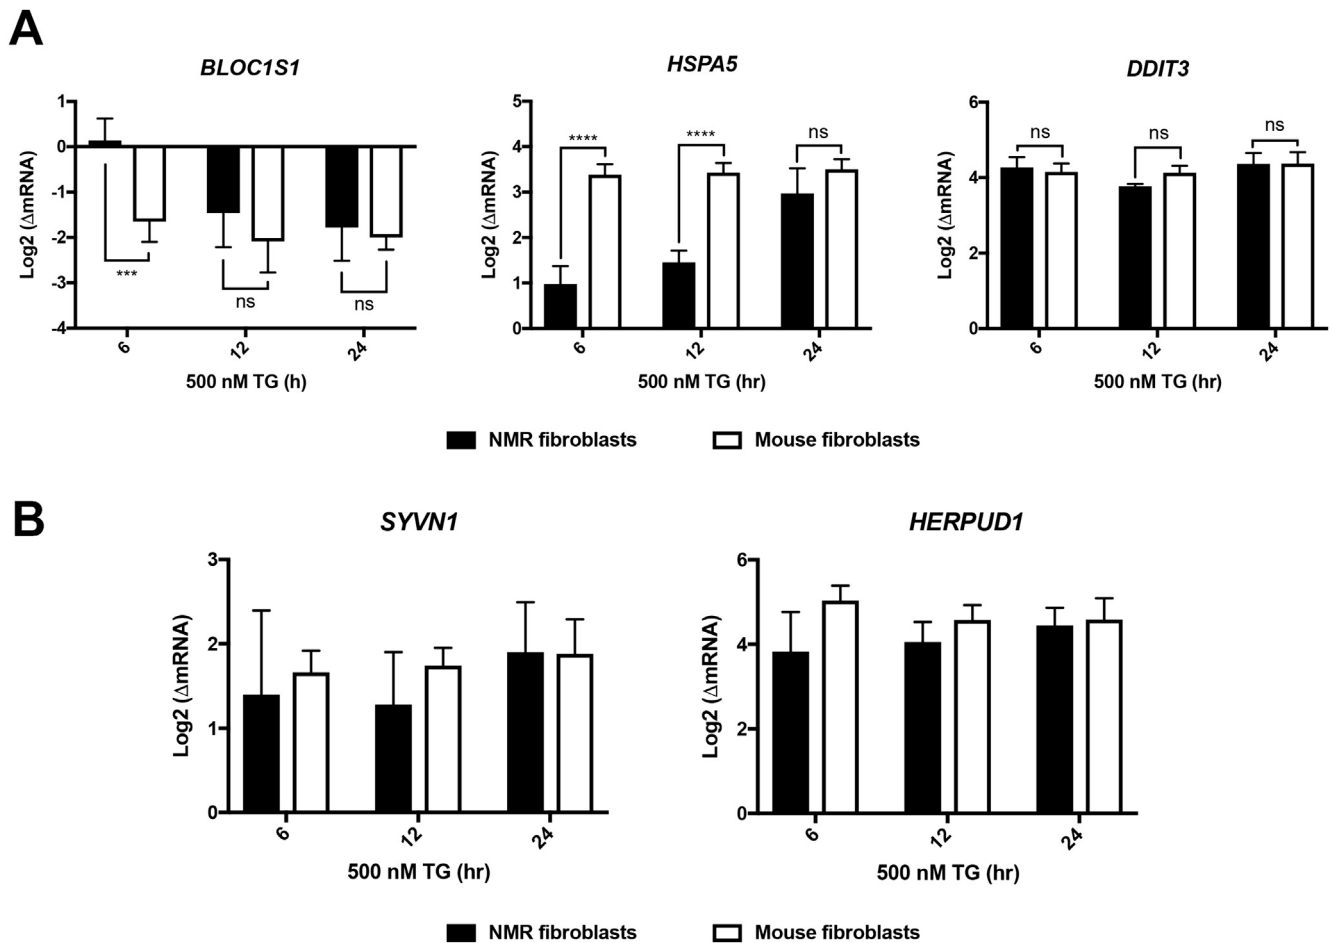 A
BLOC1S1
HSPA5
DDIT3
Log2 (ΔmRNA)
1
0
-1
-2
-3
-4
***
ns
ns
6
12
24
500 nM TG (h)
Log2 (ΔmRNA)
5
4
3
2
1
0
****
****
ns
6
12
24
500 nM TG (hr)
Log2 (ΔmRNA)
6
4
2
0
ns
ns
ns
6
12
24
500 nM TG (hr)
NMR fibroblasts
Mouse fibroblasts
B
SYVN1
HERPUD1
Log2 (ΔmRNA)
3
2
1
0
6
12
24
500 nM TG (hr)
Log2 (ΔmRNA)
6
4
2
0
6
12
24
500 nM TG (hr)
NMR fibroblasts
Mouse fibroblasts